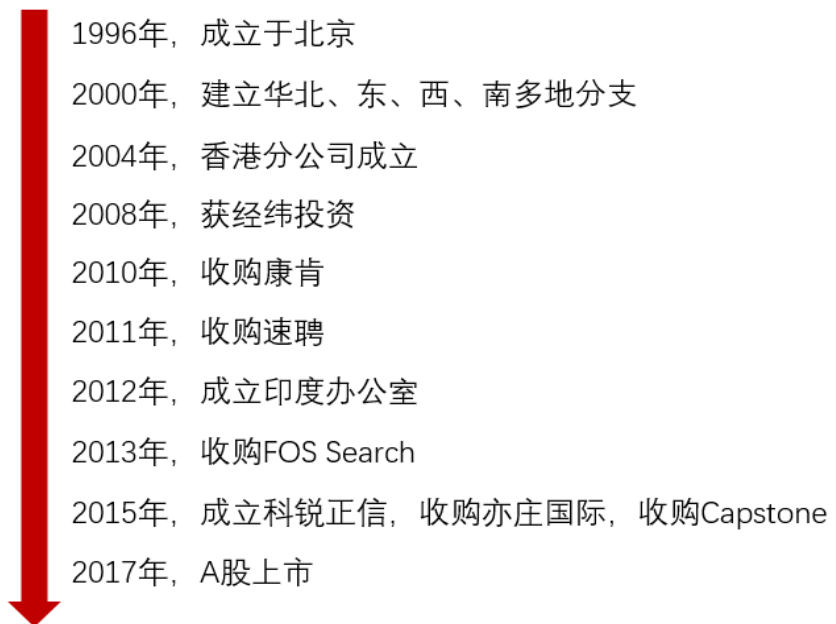 1996年，成立于北京
2000年，建立华北、东、西、南多地分支
2004年，香港分公司成立
2008年，获经纬投资
2010年，收购康肯
2011年，收购速聘
2012年，成立印度办公室
2013年，收购FOS Search
2015年，成立科锐正信，收购亦庄国际，收购Capstone
2017年，A股上市